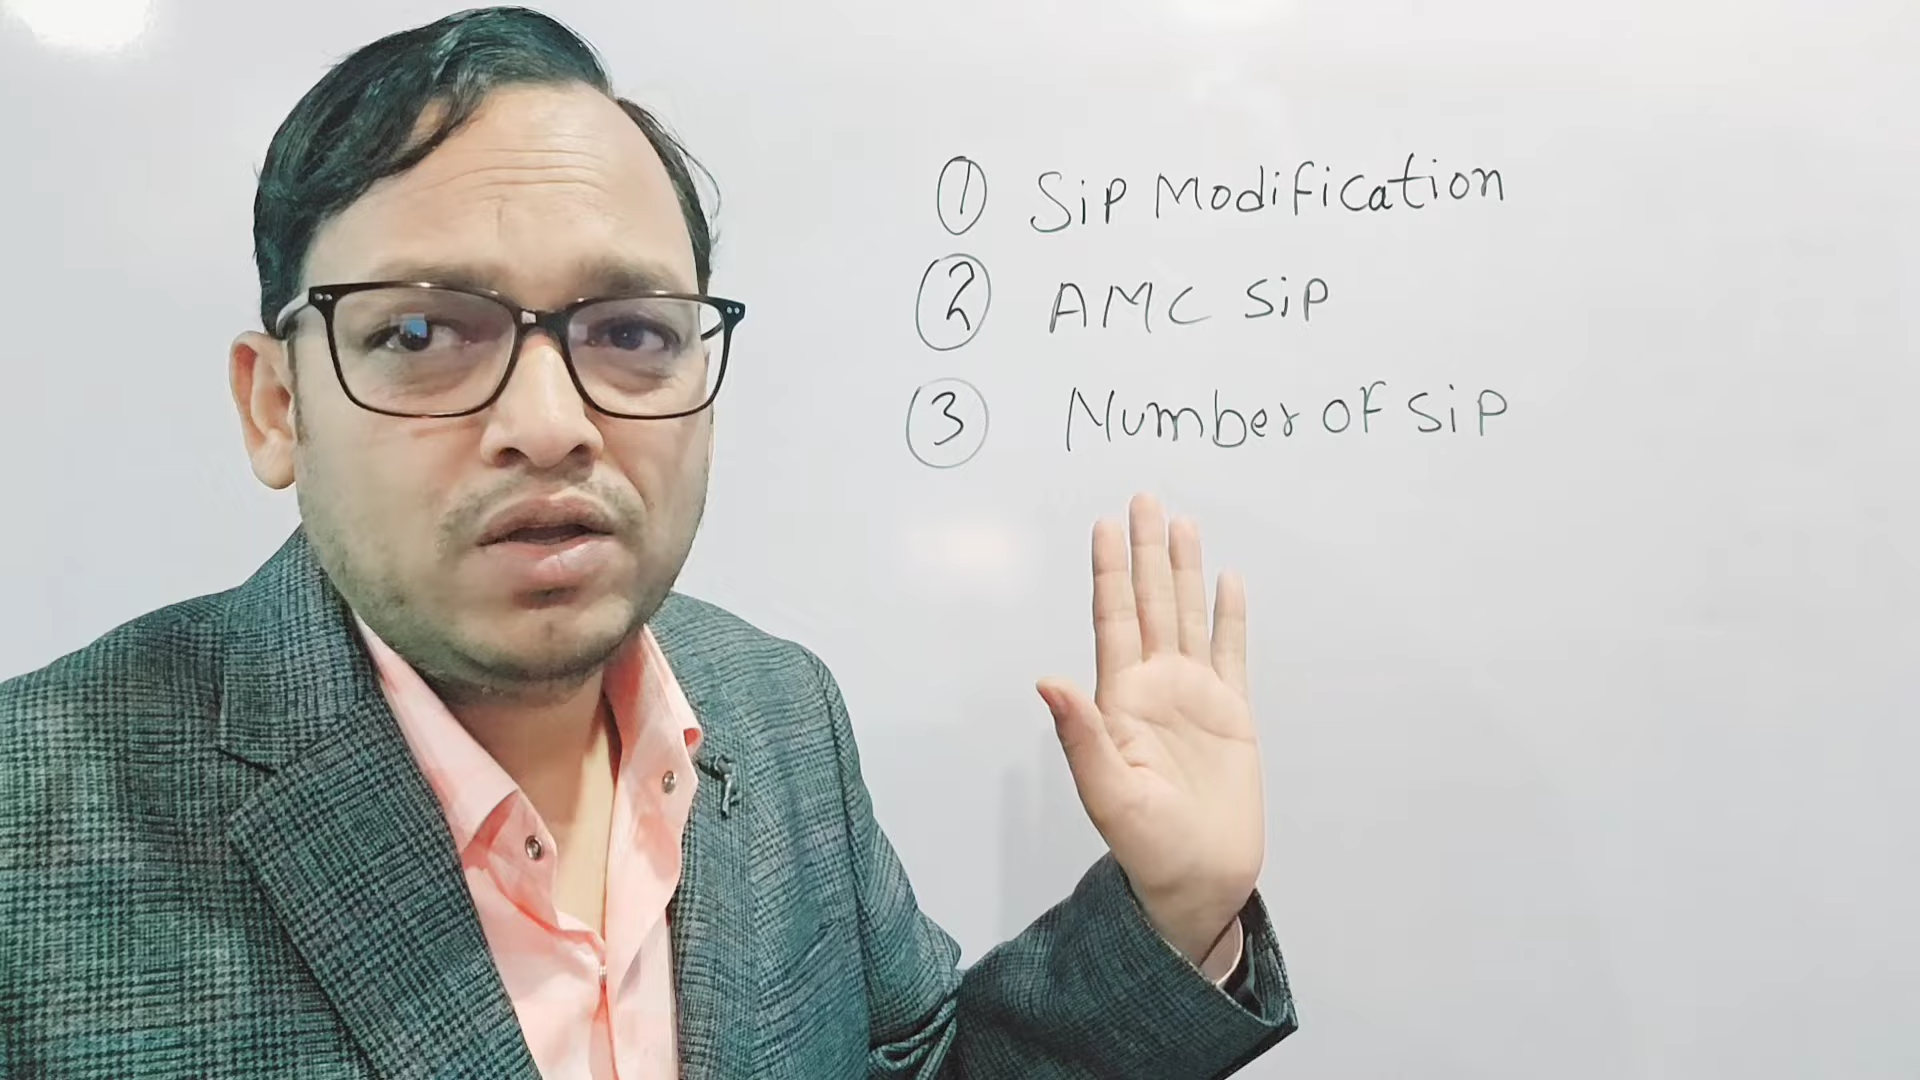 ① Sip Modification
② AMC Sip
③ Number of Sip